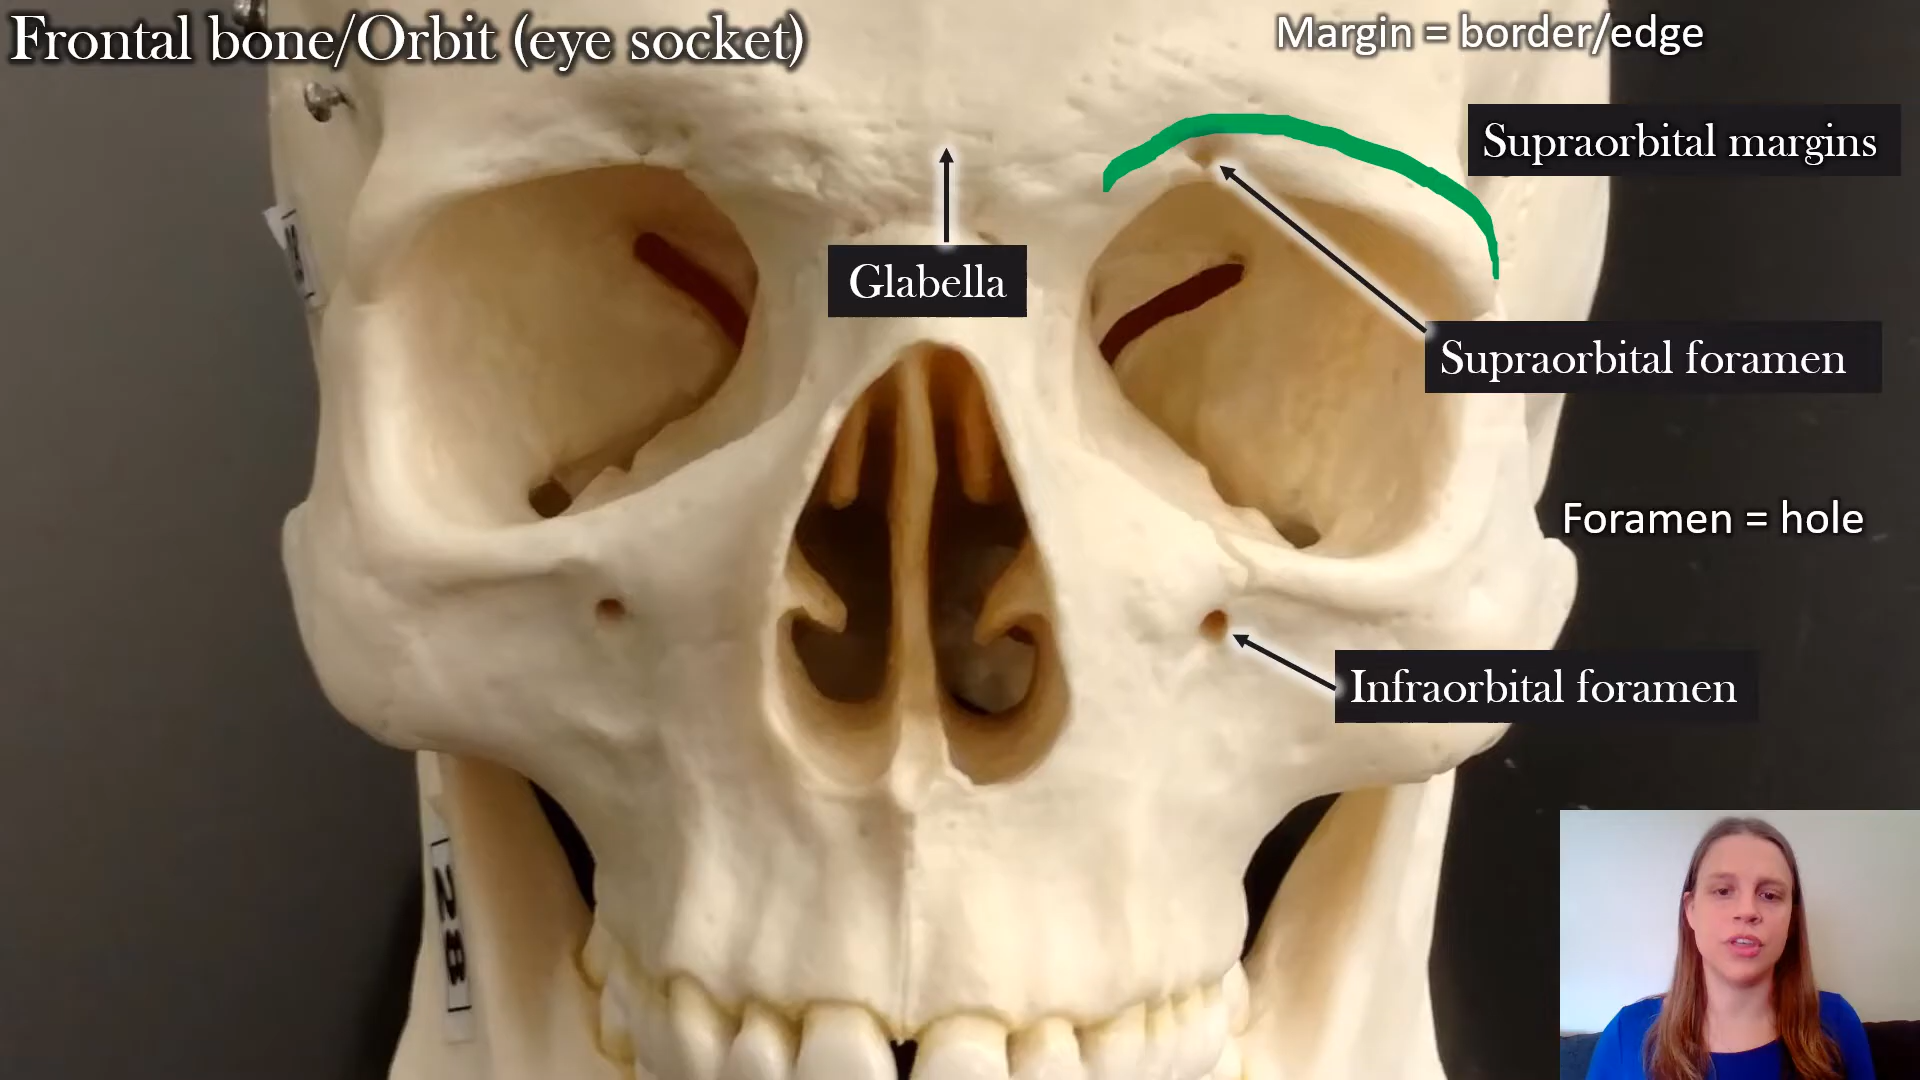 Frontal bone/Orbit (eye socket)
Margin = border/edge
Supraorbital margins
Glabella
Supraorbital foramen
Foramen = hole
Infraorbital foramen
28